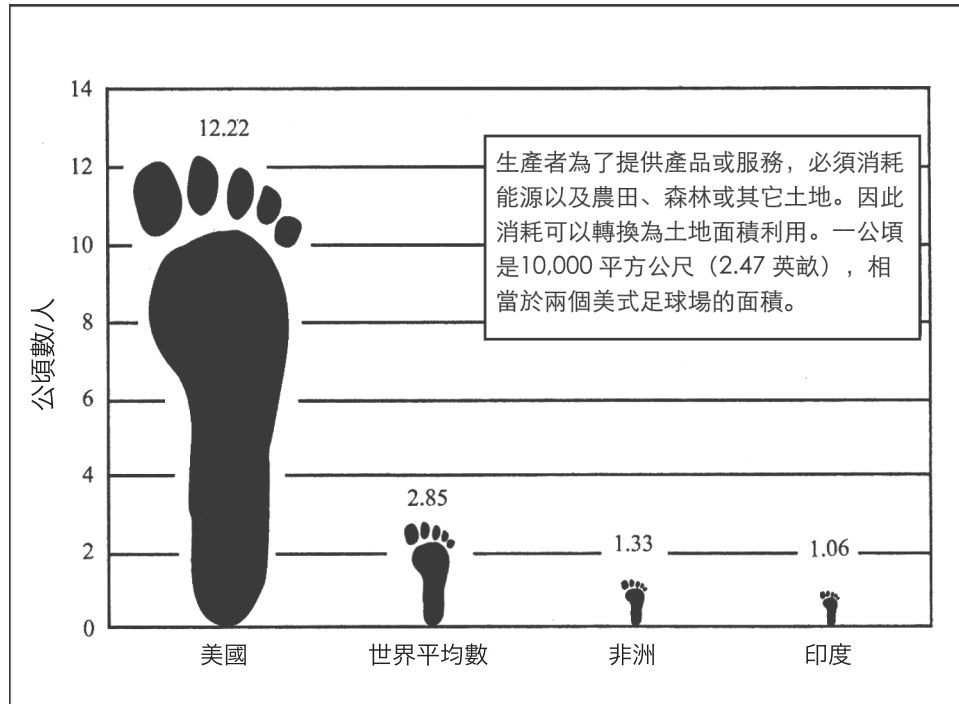 14
12
10
8
6
4
2
0
公頃數/人
12.22
2.85
1.33
1.06
生產者為了提供產品或服務，必須消耗
能源以及農田、森林或其它土地。因此
消耗可以轉換為土地面積利用。一公頃
是10,000 平方公尺（2.47 英畝），相
當於兩個美式足球場的面積。
美國
世界平均數
非洲
印度